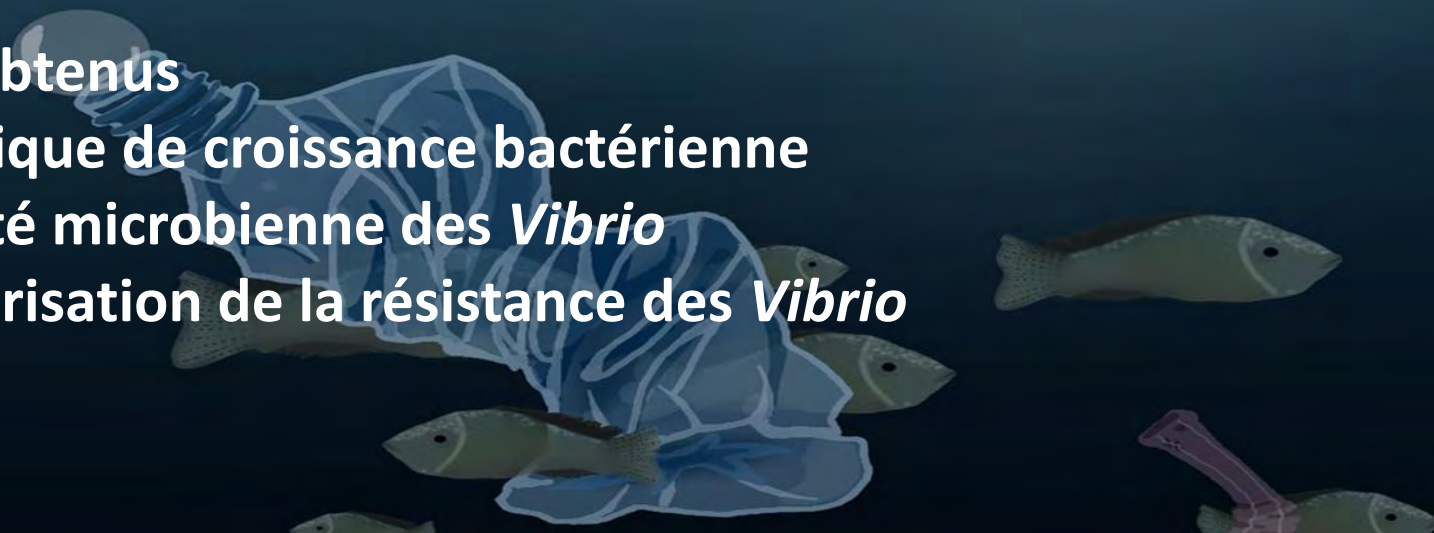 btenus
ique de croissance bactérienne
té microbienne des Vibrio
risation de la résistance des Vibrio